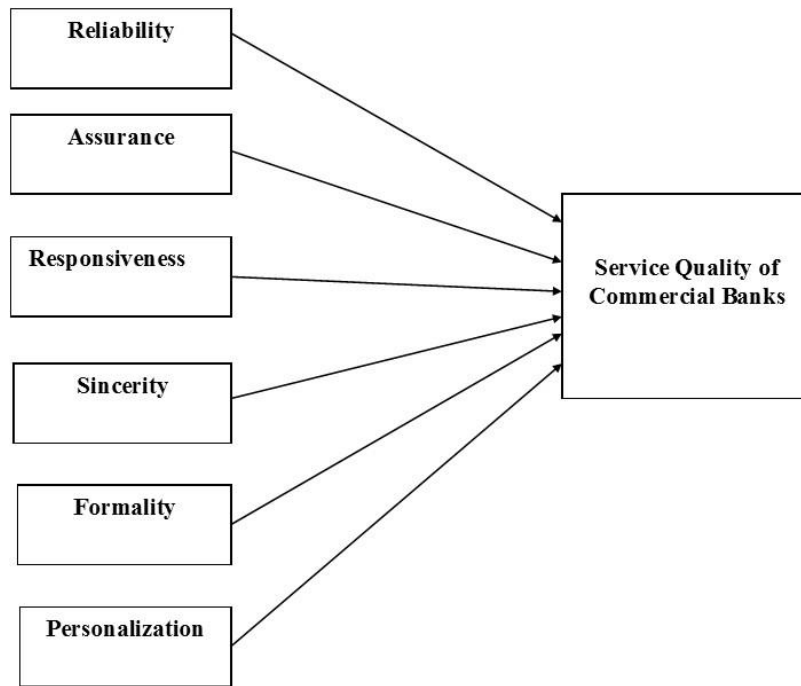 Reliability
Assurance
Responsiveness
Service Quality of
Commercial Banks
Sincerity
Formality
Personalization